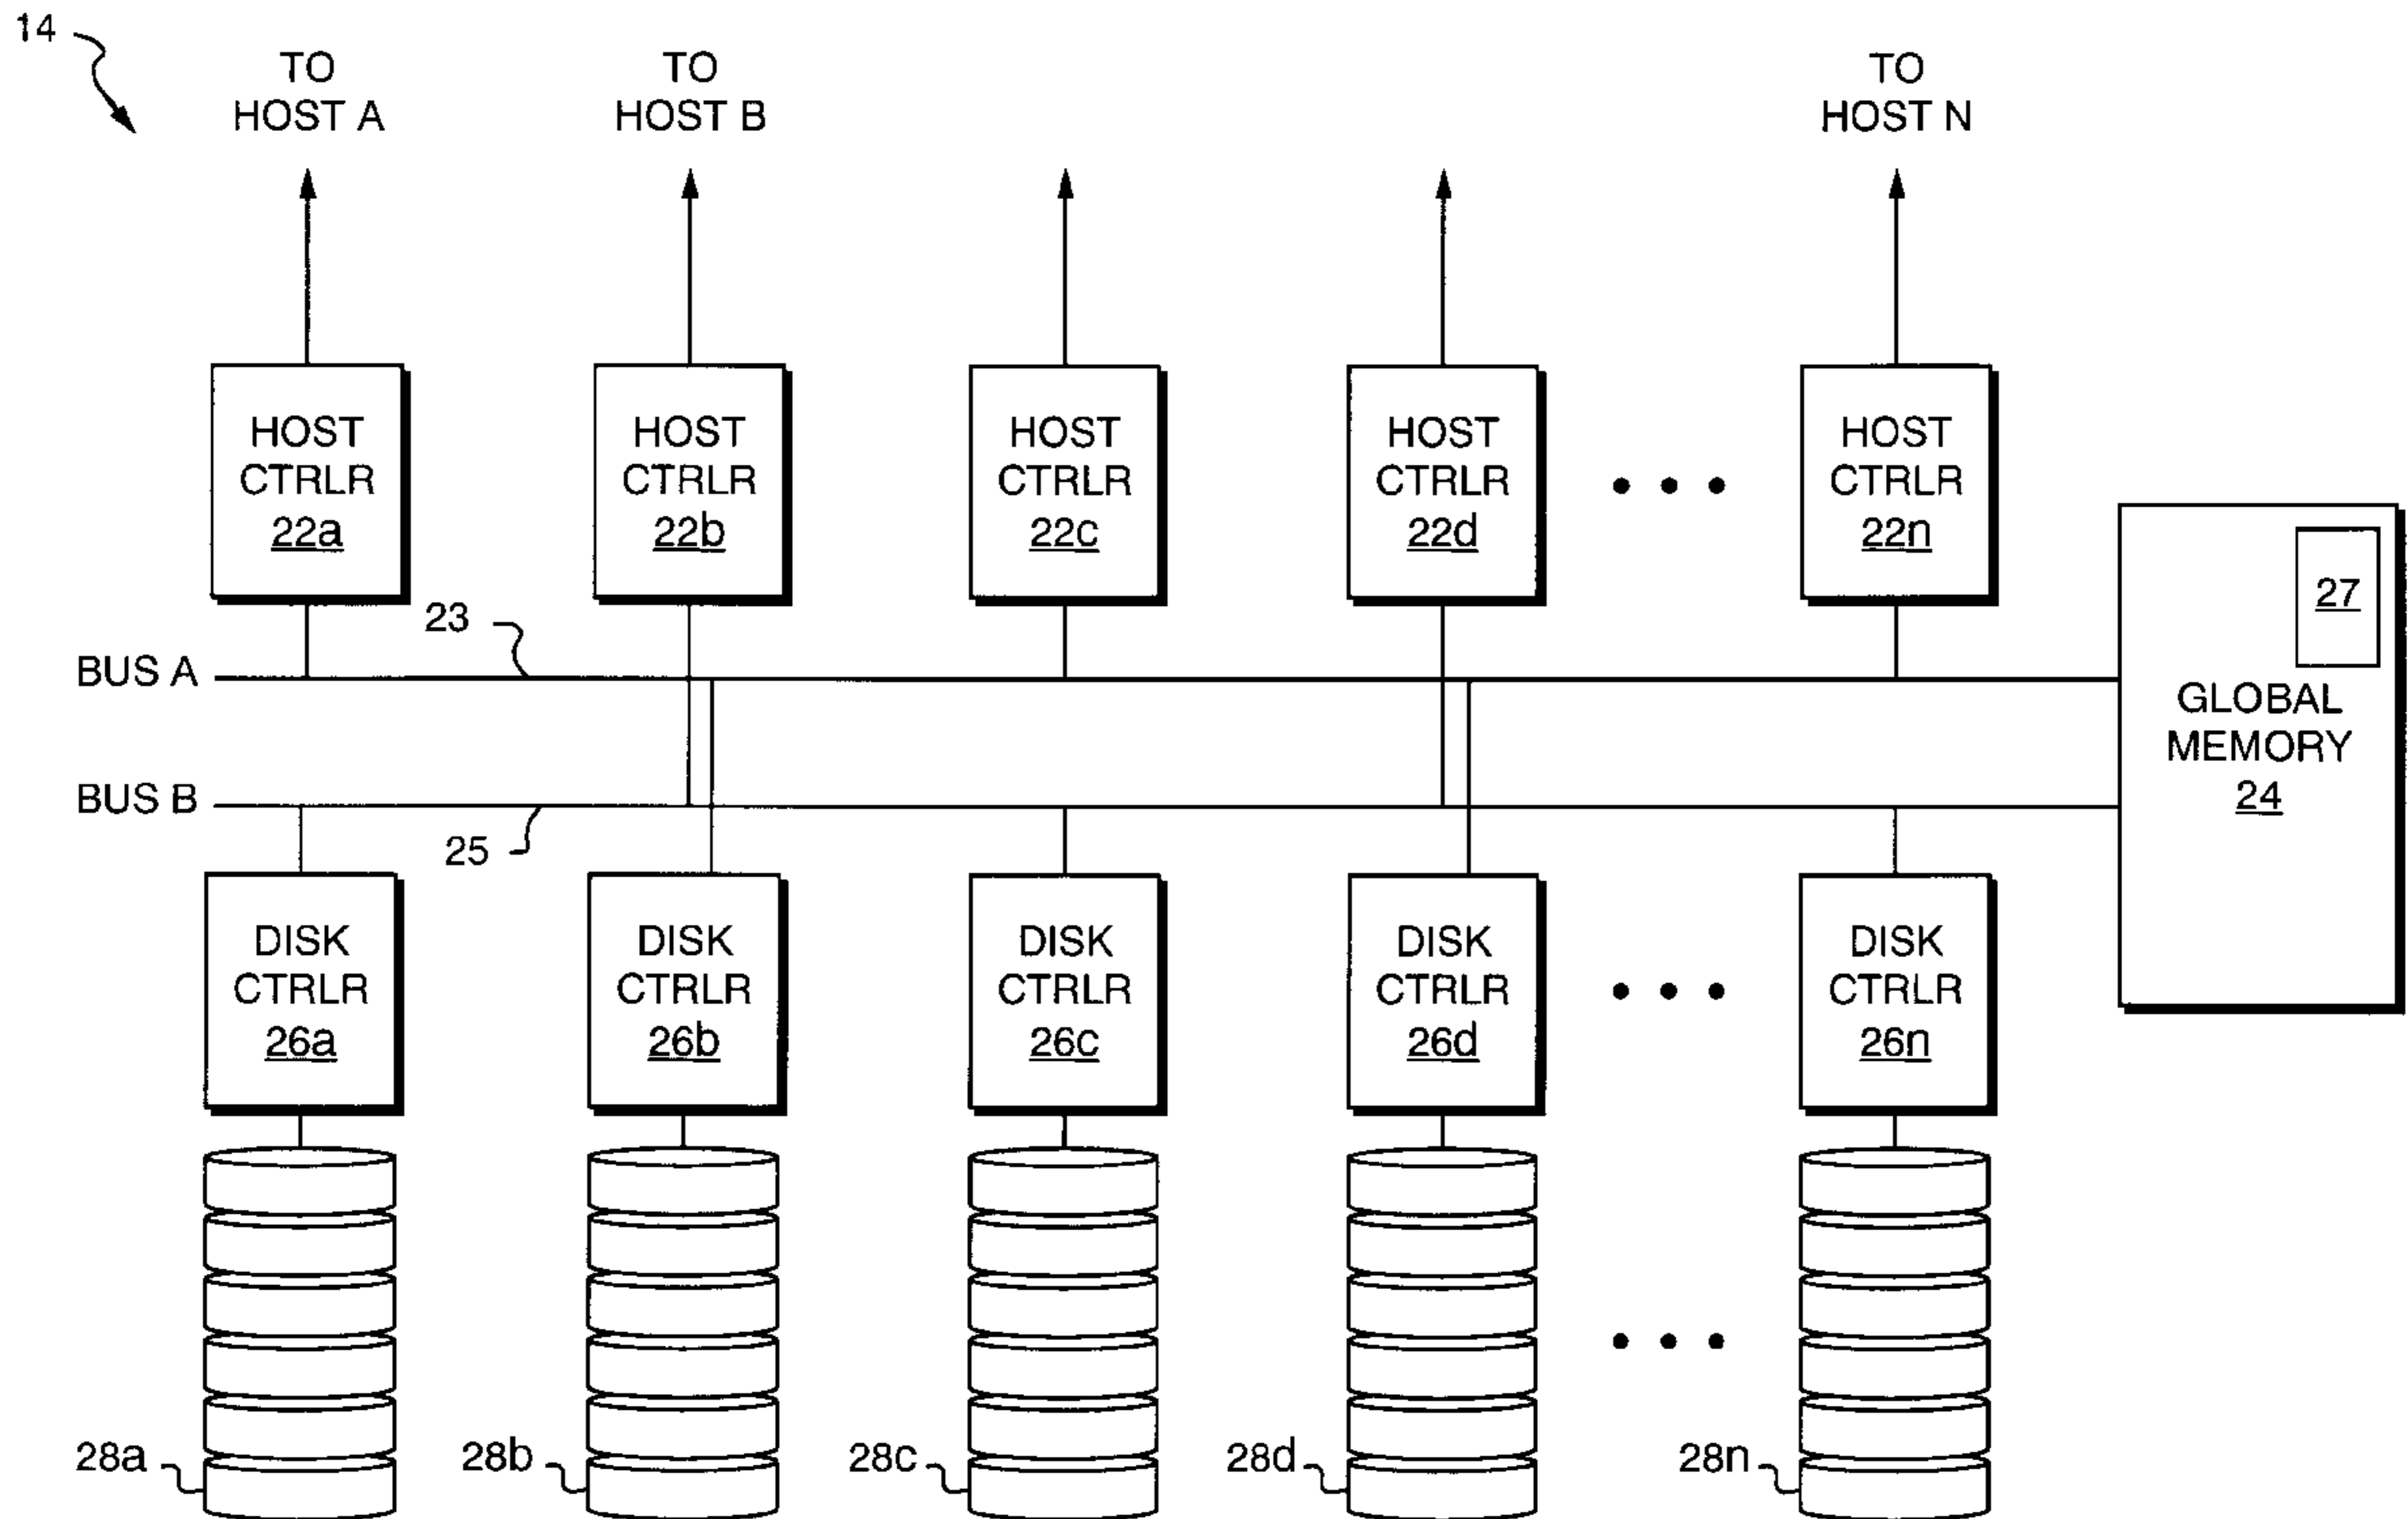 14
TO
HOST A
TO
HOST B
TO
HOST N
HOST
CTRLR
22a
HOST
CTRLR
22b
HOST
CTRLR
22c
HOST
CTRLR
22d
HOST
CTRLR
22n
27
GLOBAL
MEMORY
24
23
BUS A
BUS B
25
DISK
CTRLR
26a
DISK
CTRLR
26b
DISK
CTRLR
26c
DISK
CTRLR
26d
DISK
CTRLR
26n
28a
28b
28c
28d
28n